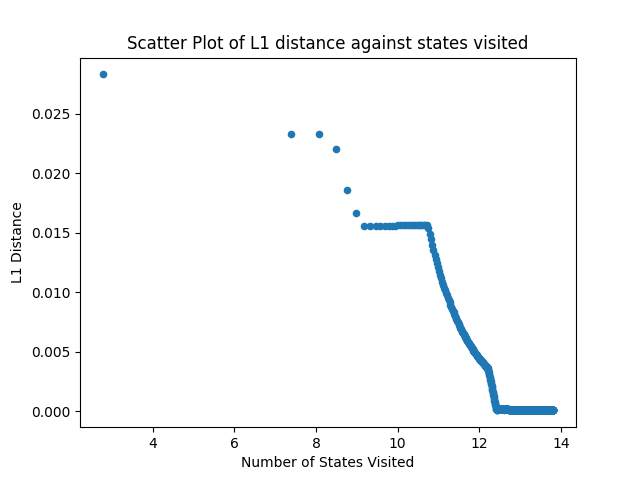 Scatter Plot of L1 distance against states visited
L1 Distance
0.025
0.020
0.015
0.010
0.005
0.000
4 6 8 10 12 14
Number of States Visited